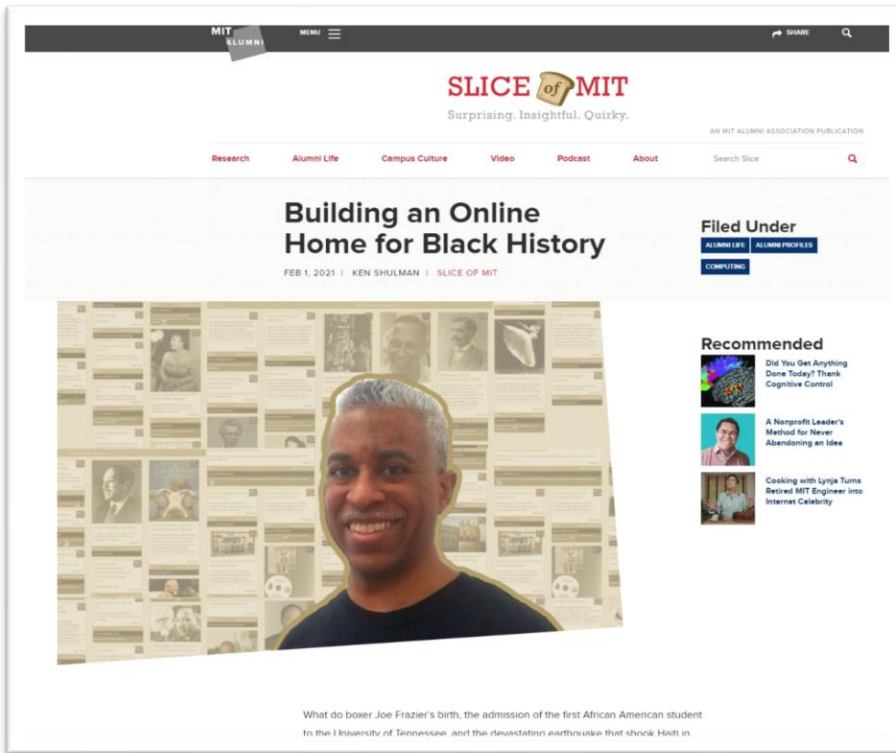 MIT
ALUMNI
MENU
SHARE
SLICE of MIT
Surprising. Insightful. Quirky.
AN MIT ALUMNI ASSOCIATION PUBLICATION
Research Alumni Life Campus Culture Video Podcast About Search Slice
Building an Online
Home for Black History
FEB 1, 2021 | KEN SHULMAN | SLICE OF MIT
Filed Under
ALUMNI LIFE ALUMNI PROFILES
COMPUTING
Recommended
Did You Get Anything
Done Today? Thank
Cognitive Control
A Nonprofit Leader's
Method for Never
Abandoning an Idea
Cooking with Lynja Turns
Retired MIT Engineer into
Internet Celebrity
What do boxer Joe Frazier's birth, the admission of the first African American student
to the University of Tennessee, and the devastating earthquake that shook Haiti in